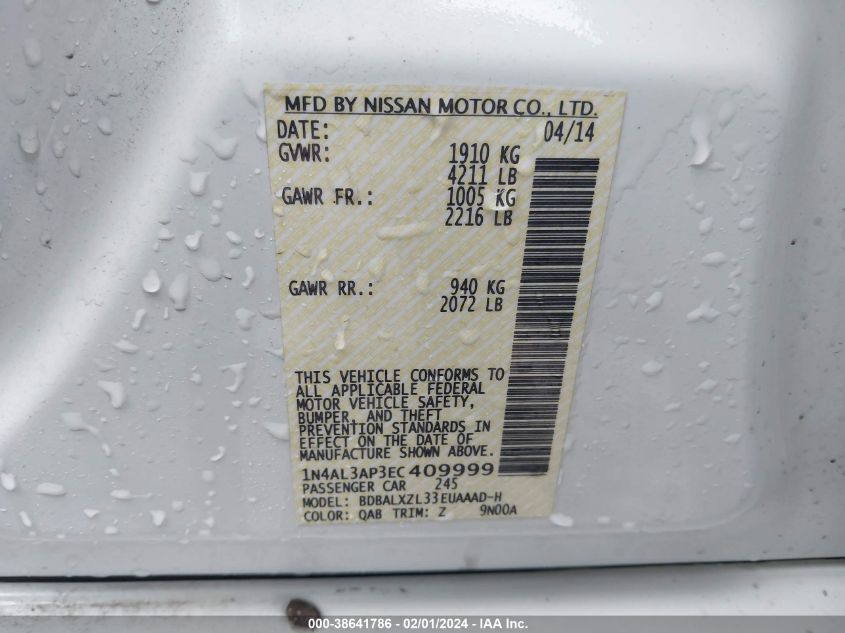 MFD BY NISSAN MOTOR CO., LTD.
DATE: 04/14
GVWR: 1910 KG
4211 LB
GAWR FR.: 1005 KG
2216 LB
GAWR RR.: 940 KG
2072 LB
THIS VEHICLE CONFORMS TO
ALL APPLICABLE FEDERAL
MOTOR VEHICLE SAFETY,
BUMPER, AND THEFT
PREVENTION STANDARDS IN
EFFECT ON THE DATE OF
MANUFACTURE SHOWN ABOVE.
1N4AL3AP3EC409999
PASSENGER CAR 245
MODEL: BDBALXZL33EUAAAD-H
COLOR: QAB TRIM: Z 9N00A
000-38641786 - 02/01/2024 - IAA Inc.